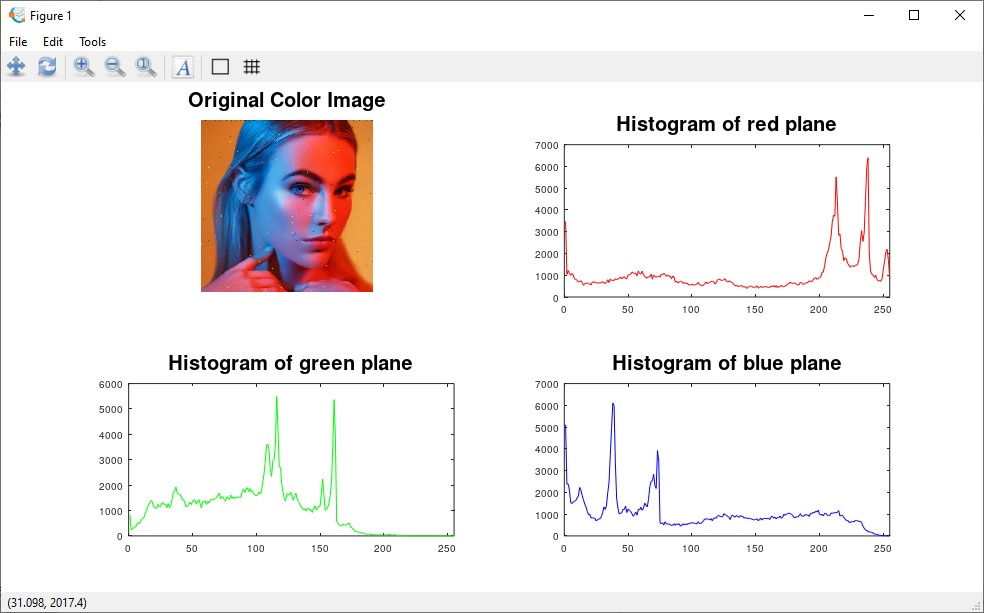 Figure 1
File Edit Tools
Original Color Image
Histogram of red plane
7000
6000
5000
4000
3000
2000
1000
0
0 50 100 150 200 250
Histogram of green plane
6000
5000
4000
3000
2000
1000
0
0 50 100 150 200 250
Histogram of blue plane
7000
6000
5000
4000
3000
2000
1000
0
0 50 100 150 200 250
(31.098, 2017.4)